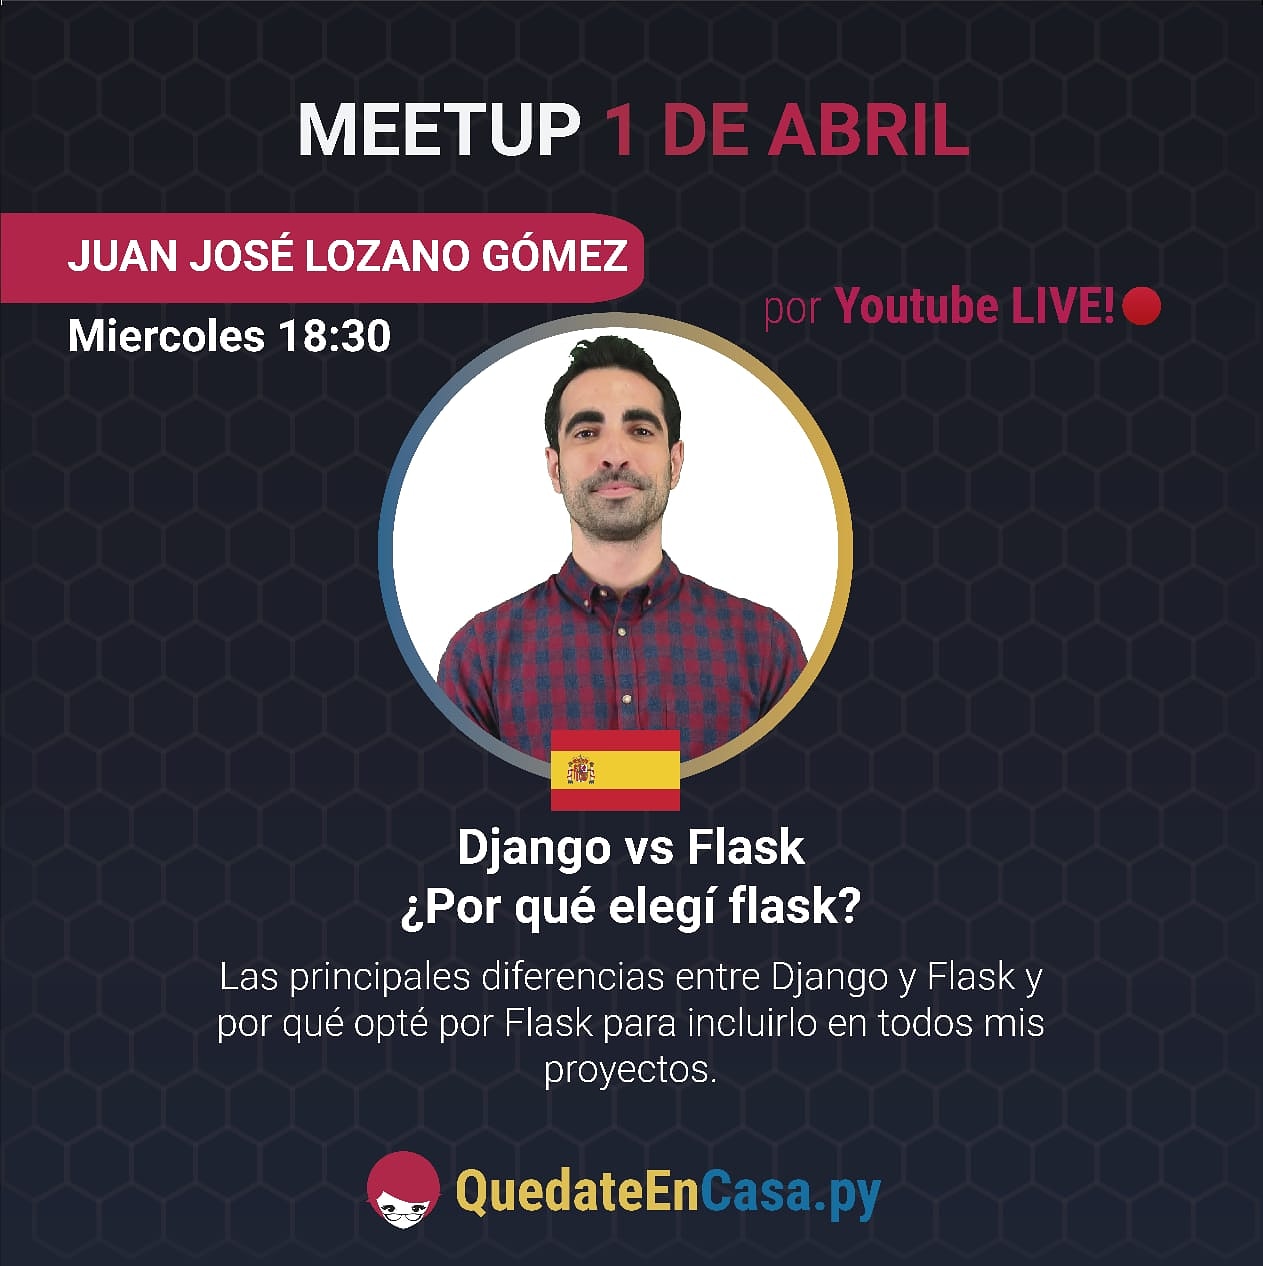 MEETUP 1 DE ABRIL
JUAN JOSÉ LOZANO GÓMEZ
Miercoles 18:30
por Youtube LIVE!
Django vs Flask
¿Por qué elegí flask?
Las principales diferencias entre Django y Flask y
por qué opté por Flask para incluirlo en todos mis
proyectos.
QuedateEnCasa.py